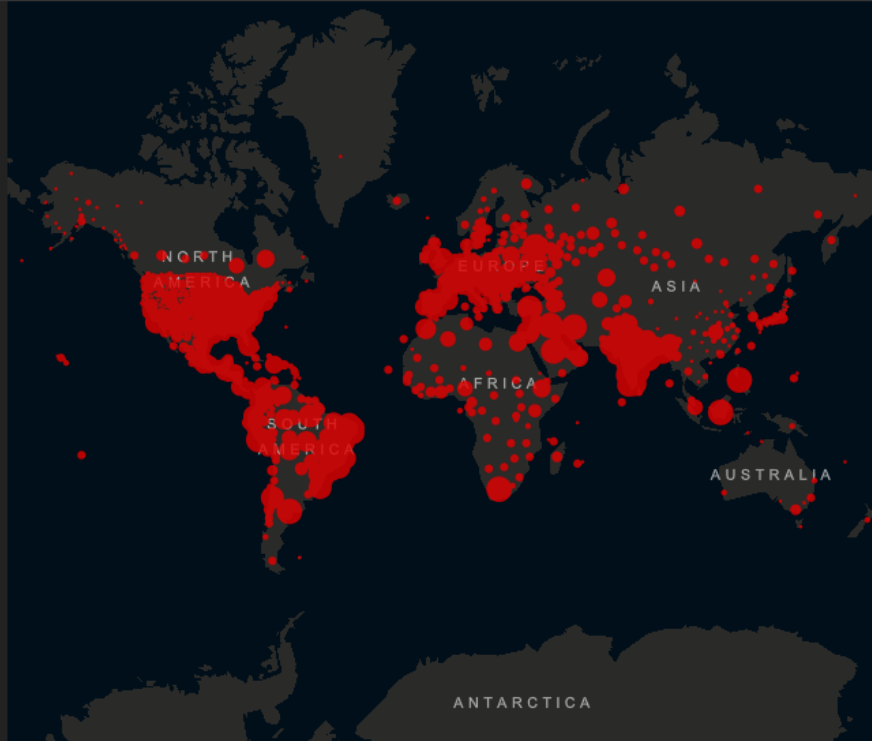 NORTH
AMERICA
EUROPE
ASIA
AFRICA
SOUTH
AMERICA
AUSTRALIA
ANTARCTICA